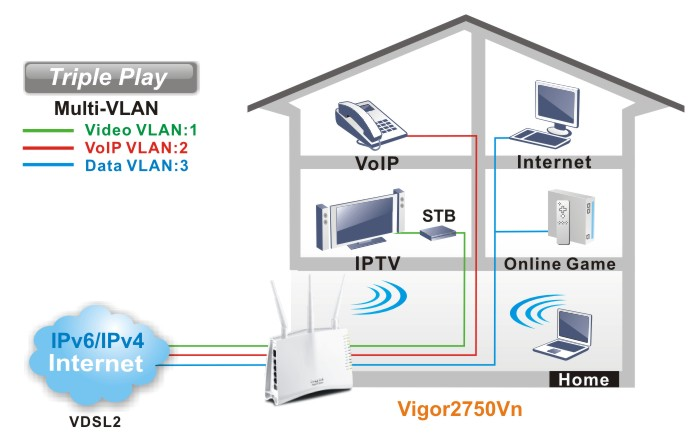 Triple Play
Multi-VLAN
Video VLAN:1
VoIP VLAN:2
Data VLAN:3
VoIP
Internet
STB
IPTV
Online Game
IPv6/IPv4
Internet
VDSL2
Home
Vigor2750Vn